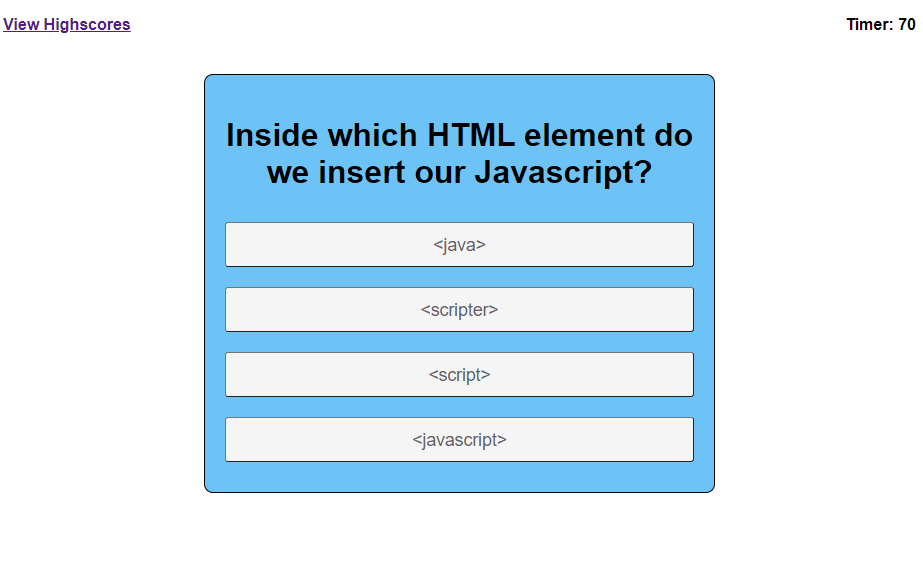 View Highscores
Timer: 70
Inside which HTML element do
we insert our Javascript?
<java>
<scripter>
<script>
<javascript>